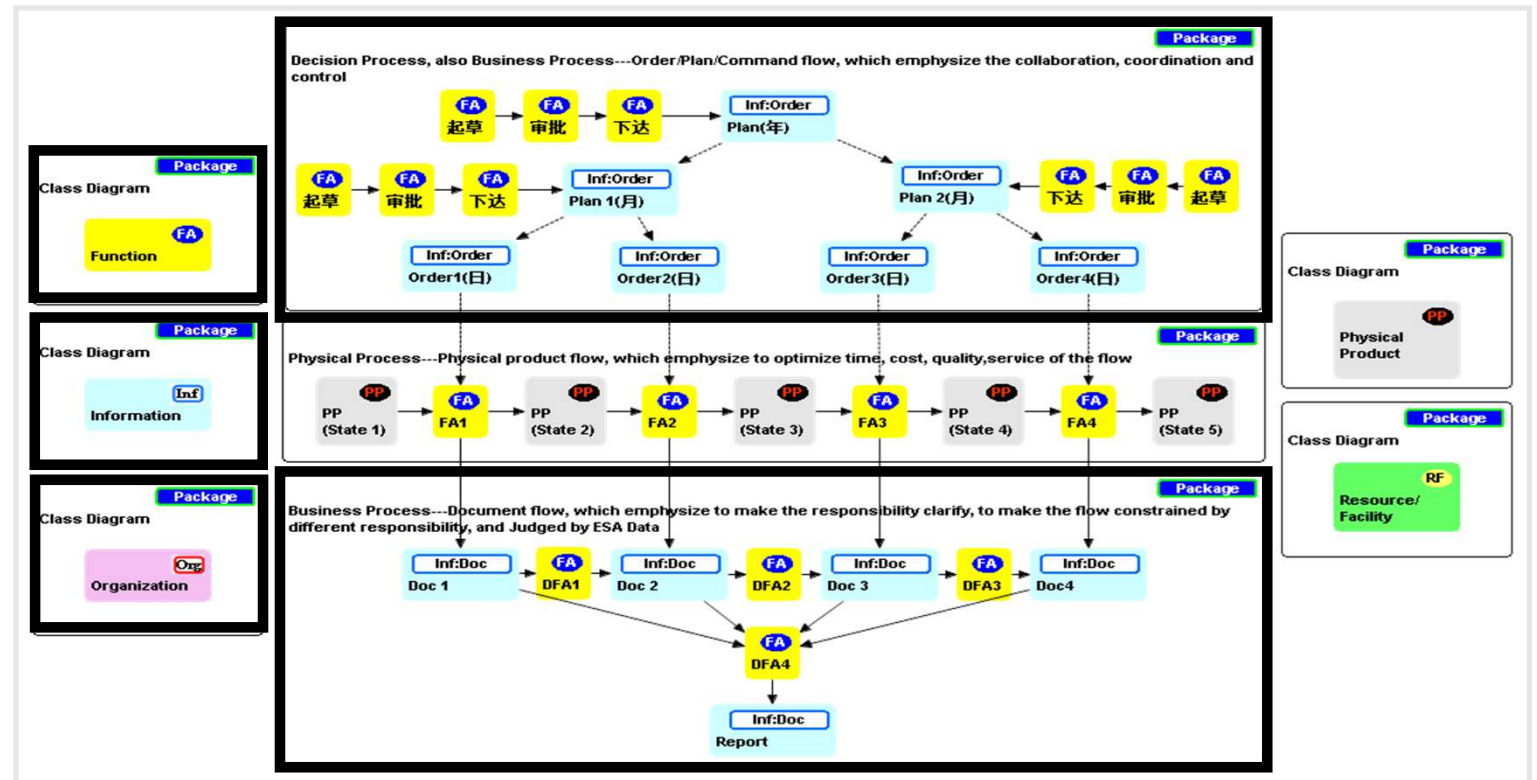 Package
Decision Process, also Business Process---Order/Plan/Command flow, which emphysize the collaboration, coordination and
control
FA FA FA Inf:Order
起草 审批 下达 Plan(年)
FA FA FA Inf:Order Inf:Order FA FA FA
起草 审批 下达 Plan 1(月) Plan 2(月) 下达 审批 起草
Inf:Order Inf:Order Inf:Order Inf:Order
Order1(日) Order2(日) Order3(日) Order4(日)
Package
Class Diagram
FA
Function
Package
Class Diagram
Inf
Information
Package
Class Diagram
Org
Organization
Package
Physical Process---Physical product flow, which emphysize to optimize time, cost, quality,service of the flow
PP FA PP FA PP FA PP FA PP
PP FA1 PP FA2 PP FA3 PP FA4 PP
(State 1) (State 2) (State 3) (State 4) (State 5)
Package
Business Process---Document flow, which emphysize to make the responsibility clarify, to make the flow constrained by
different responsibility, and Judged by ESA Data
Inf:Doc FA Inf:Doc FA Inf:Doc FA Inf:Doc
Doc 1 DFA1 Doc 2 DFA2 Doc 3 DFA3 Doc4
FA
DFA4
Inf:Doc
Report
Package
Class Diagram
PP
Physical
Product
Package
Class Diagram
RF
Resource/
Facility